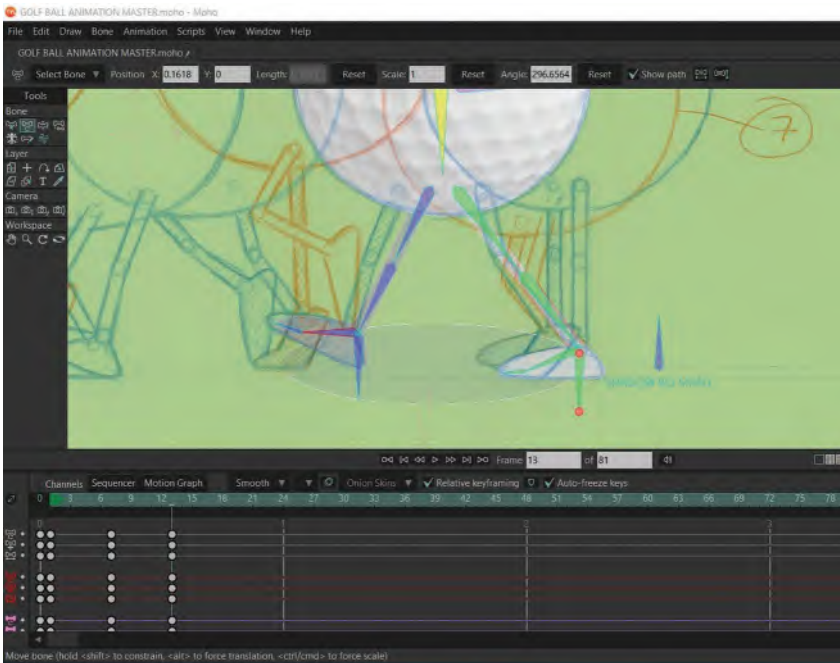 GOLF BALL ANIMATION MASTER.moho - Moho
File Edit Draw Bone Animation Scripts View Window Help
GOLF BALL ANIMATION MASTER.moho
Select Bone Position X: 0.1618 Y: 0 Length: Reset Scale: 1 Reset Angle: 296.6564 Reset Show path
Tools
Bone
Layer
Camera
Workspace
7
Frame 13 of 81
Channels Sequencer Motion Graph Smooth Onion Skins Relative keyframing Auto-freeze keys
0 3 6 9 12 15 18 21 24 27 30 33 36 39 42 45 48 51 54 57 60 63 66 69 72 75 78
0 1 2 3
Move bone (hold <shift> to constrain, <alt> to force translation, <ctrl/cmd> to force scale)